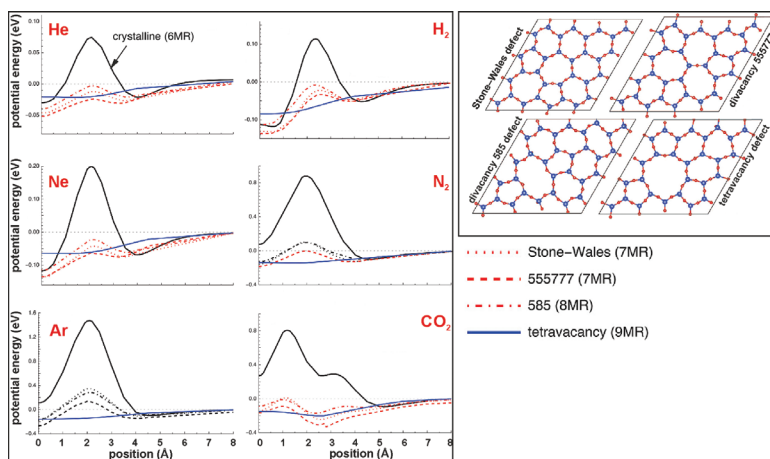 He
crystalline (6MR)
potential energy (eV)
0.10
0.05
0.00
-0.05
H2
0.10
0.00
-0.10
Stone-Wales defect
divacancy 555777
divacancy 585 defect
tetravacancy defect
Ne
potential energy (eV)
0.20
0.10
0.00
-0.10
N2
1.2
0.8
0.4
0.0
-0.4
Stone-Wales (7MR)
555777 (7MR)
585 (8MR)
tetravacancy (9MR)
Ar
potential energy (eV)
1.6
1.2
0.8
0.4
0.0
-0.4
0 1 2 3 4 5 6 7 8
position (Å)
CO2
1.2
0.8
0.4
0.0
-0.4
0 1 2 3 4 5 6 7 8
position (Å)